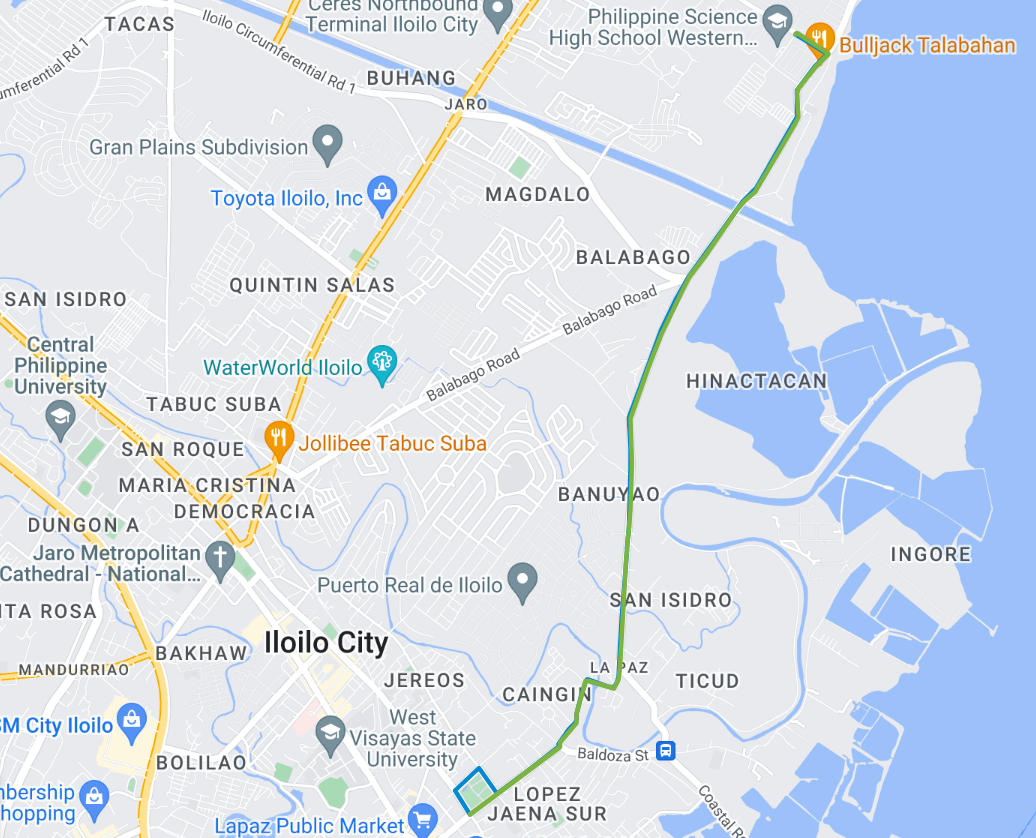 Ceres Northbound
Terminal Iloilo City
TACAS
Philippine Science
High School Western...
Bulljack Talabahan
Iloilo Circumferential Rd 1
BUHANG
JARO
Gran Plains Subdivision
MAGDALO
Toyota Iloilo, Inc
BALABAGO
QUINTIN SALAS
SAN ISIDRO
Balabago Road
Central
Philippine
University
WaterWorld Iloilo
Balabago Road
HINACTACAN
TABUC SUBA
Jollibee Tabuc Suba
SAN ROQUE
MARIA CRISTINA
BANUYAO
DEMOCRACIA
DUNGON A
Jaro Metropolitan
Cathedral - National...
INGORE
Puerto Real de Iloilo
SAN ISIDRO
TA ROSA
Iloilo City
BAKHAW
MANDURRIAO
LA PAZ
JEREOS
TICUD
CAINGIN
SM City Iloilo
West
Visayas State
University
Baldoza St
BOLILAO
LOPEZ
JAENA SUR
Coastal R
mbership
hopping
Lapaz Public Market